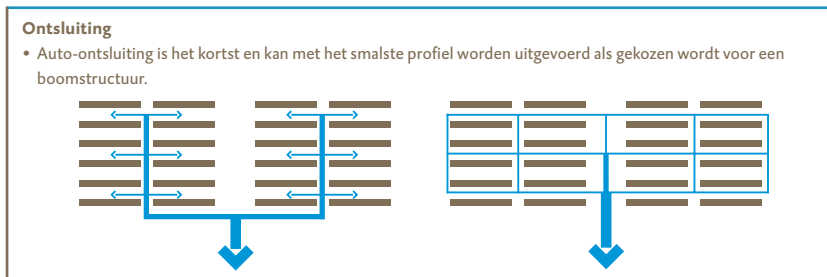 Ontsluiting
• Auto-ontsluiting is het kortst en kan met het smalste profiel worden uitgevoerd als gekozen wordt voor een
boomstructuur.